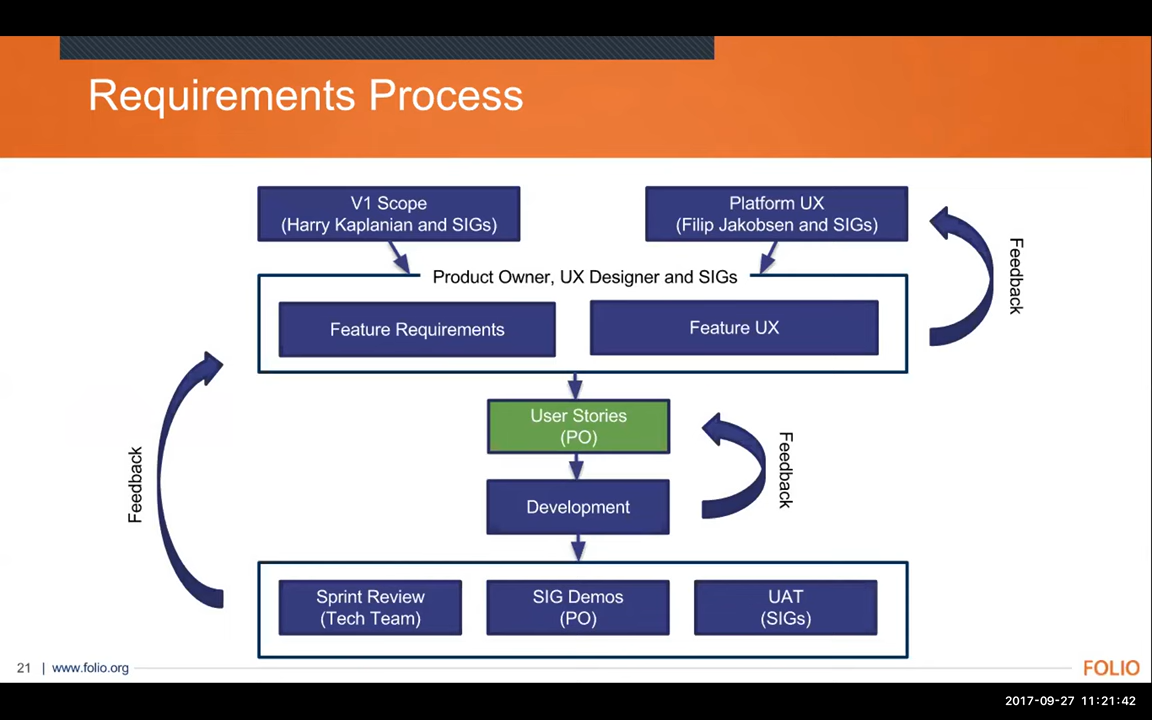 Requirements Process
V1 Scope
(Harry Kaplanian and SIGs)
Platform UX
(Filip Jakobsen and SIGs)
Product Owner, UX Designer and SIGs
Feature Requirements
Feature UX
Feedback
User Stories
(PO)
Feedback
Development
Feedback
Sprint Review
(Tech Team)
SIG Demos
(PO)
UAT
(SIGs)
21 | www.folio.org
FOLIO
2017-09-27 11:21:42